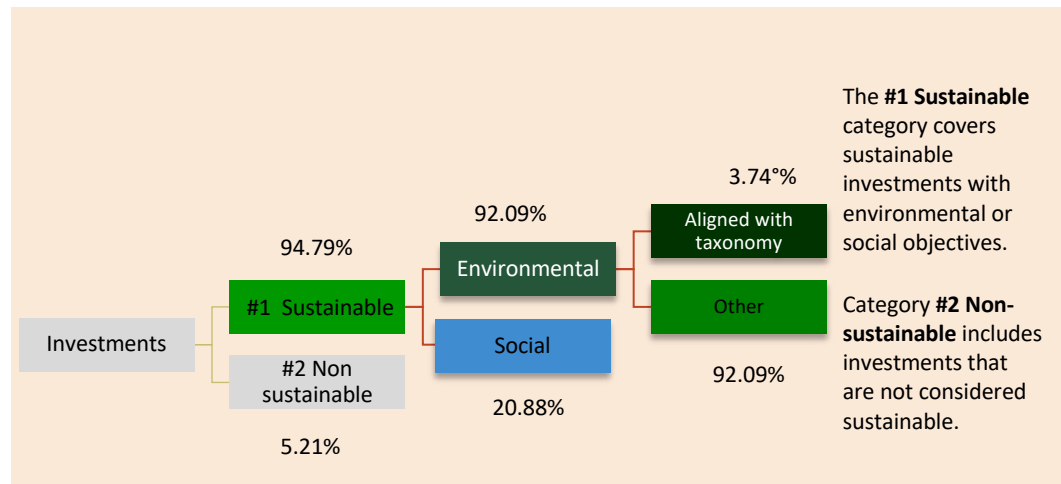 The #1 Sustainable
category covers
sustainable
investments with
environmental or
social objectives.
3.74°%
92.09%
Aligned with
taxonomy
94.79%
Environmental
#1 Sustainable
Other
Category #2 Non-
sustainable includes
investments that
are not considered
sustainable.
Investments
Social
#2 Non
sustainable
92.09%
20.88%
5.21%